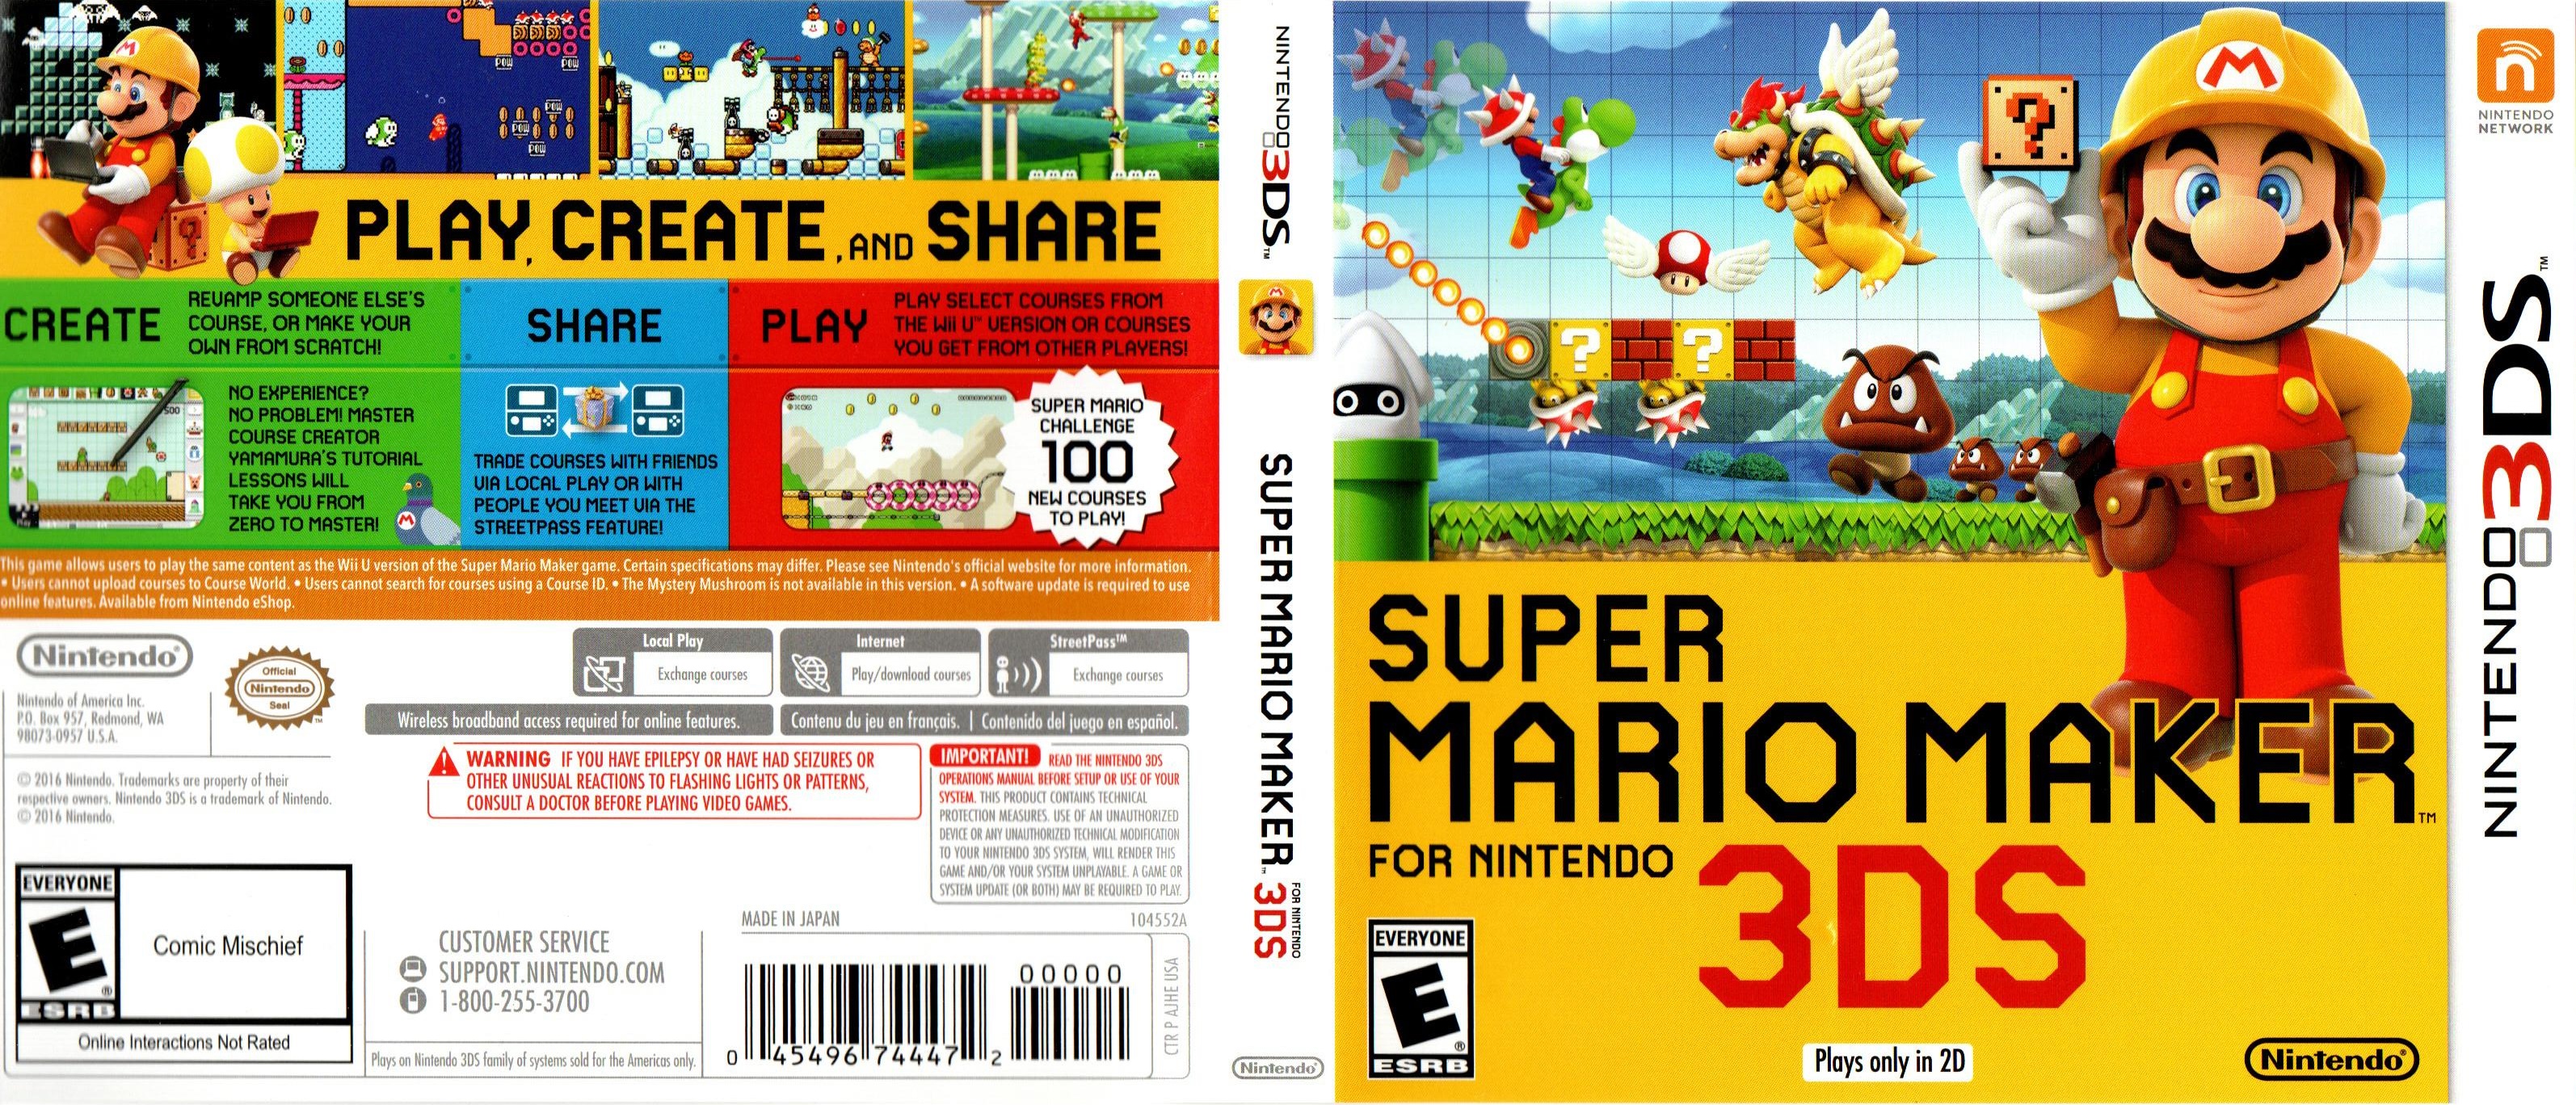 PLAY, CREATE, AND SHARE
CREATE
REVAMP SOMEONE ELSE'S
COURSE, OR MAKE YOUR
OWN FROM SCRATCH!
NO EXPERIENCE?
NO PROBLEM! MASTER
COURSE CREATOR
YAMAMURA'S TUTORIAL
LESSONS WILL
TAKE YOU FROM
ZERO TO MASTER!
SHARE
TRADE COURSES WITH FRIENDS
VIA LOCAL PLAY OR WITH
PEOPLE YOU MEET VIA THE
STREETPASS FEATURE!
PLAY
PLAY SELECT COURSES FROM
THE Wii U™ VERSION OR COURSES
YOU GET FROM OTHER PLAYERS!
SUPER MARIO
CHALLENGE
100
NEW COURSES
TO PLAY!
This game allows users to play the same content as the Wii U version of the Super Mario Maker game. Certain specifications may differ. Please see Nintendo's official website for more information.
• Users cannot upload courses to Course World. • Users cannot search for courses using a Course ID. • The Mystery Mushroom is not available in this version. • A software update is required to use
online features. Available from Nintendo eShop.
Nintendo®
Nintendo of America Inc.
P.O. Box 957, Redmond, WA
98073-0957 U.S.A.
Official
Nintendo
Seal
™
Local Play
Exchange courses
Internet
Play/download courses
StreetPass™
Exchange courses
Wireless broadband access required for online features.
Contenu du jeu en français. | Contenido del juego en español.
© 2016 Nintendo. Trademarks are property of their
respective owners. Nintendo 3DS is a trademark of Nintendo.
© 2016 Nintendo.
WARNING IF YOU HAVE EPILEPSY OR HAVE HAD SEIZURES OR
OTHER UNUSUAL REACTIONS TO FLASHING LIGHTS OR PATTERNS,
CONSULT A DOCTOR BEFORE PLAYING VIDEO GAMES.
IMPORTANT! READ THE NINTENDO 3DS
OPERATIONS MANUAL BEFORE SETUP OR USE OF YOUR
SYSTEM. THIS PRODUCT CONTAINS TECHNICAL
PROTECTION MEASURES. USE OF AN UNAUTHORIZED
DEVICE OR ANY UNAUTHORIZED TECHNICAL MODIFICATION
TO YOUR NINTENDO 3DS SYSTEM, WILL RENDER THIS
GAME AND/OR YOUR SYSTEM UNPLAYABLE. A GAME OR
SYSTEM UPDATE (OR BOTH) MAY BE REQUIRED TO PLAY.
EVERYONE
E
®
ESRB
Comic Mischief
Online Interactions Not Rated
CUSTOMER SERVICE
SUPPORT.NINTENDO.COM
1-800-255-3700
Plays on Nintendo 3DS family of systems sold for the Americas only.
MADE IN JAPAN
104552A
00000
0 45496 74447 2
CTR P AJHE USA
NINTENDO3DS™
SUPER MARIO MAKER™
FOR NINTENDO
3DS
Nintendo®
M
SUPER
MARIO MAKER™
FOR NINTENDO 3DS
EVERYONE
E
®
ESRB
Plays only in 2D
Nintendo®
NINTENDO
NETWORK
NINTENDO3DS™